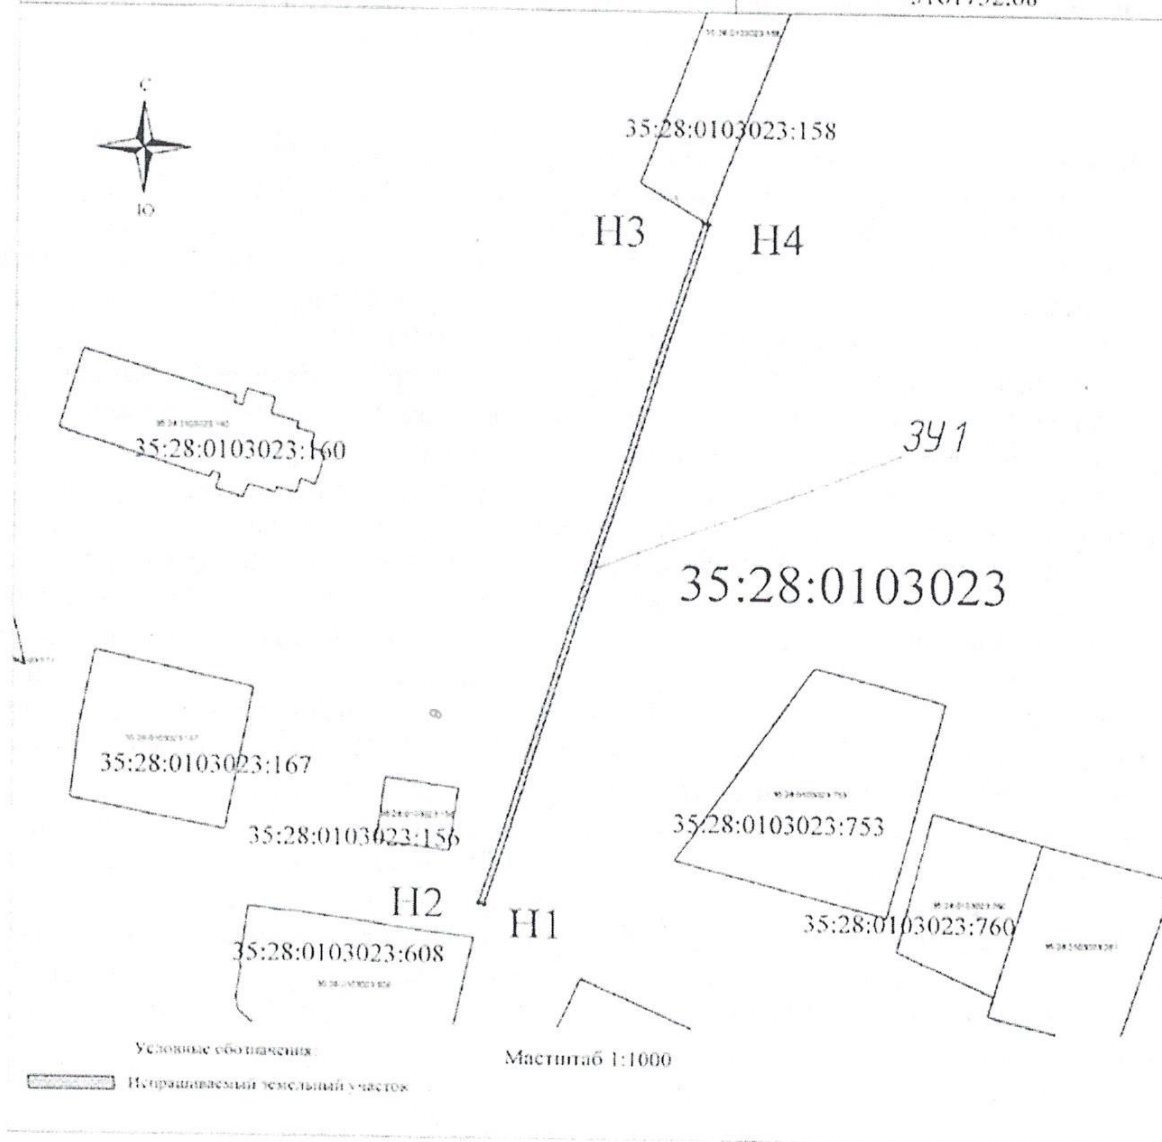 С
35:28:0103023:158
Ю
Н3
Н4
35:28:0103023:160
ЗУ 1
35:28:0103023
35:28:0103023:167
35:28:0103023:753
35:28:0103023:156
Н2
Н1
35:28:0103023:760
35:28:0103023:608
Условные обозначения:
Масштаб 1:1000
Испрашиваемый земельный участок